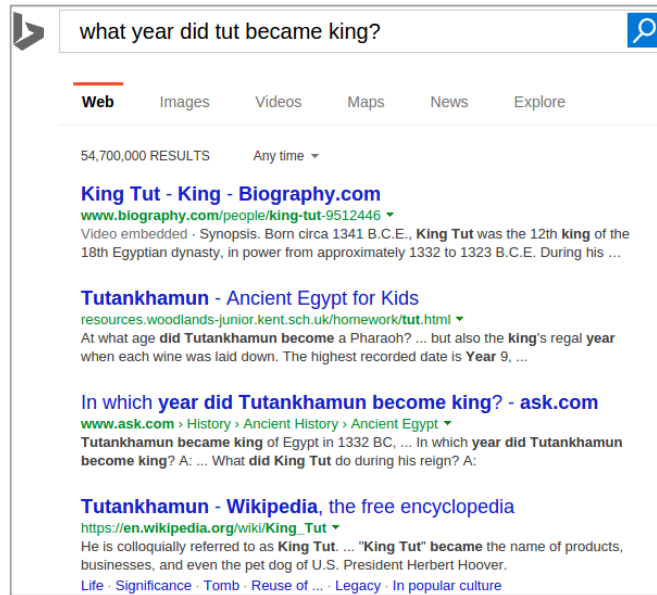 what year did tut became king?
Web Images Videos Maps News Explore
54,700,000 RESULTS Any time
King Tut - King - Biography.com
www.biography.com/people/king-tut-9512446
Video embedded · Synopsis. Born circa 1341 B.C.E., King Tut was the 12th king of the
18th Egyptian dynasty, in power from approximately 1332 to 1323 B.C.E. During his ...
Tutankhamun - Ancient Egypt for Kids
resources.woodlands-junior.kent.sch.uk/homework/tut.html
At what age did Tutankhamun become a Pharaoh? ... but also the king's regal year
when each wine was laid down. The highest recorded date is Year 9, ...
In which year did Tutankhamun become king? - ask.com
www.ask.com › History › Ancient History › Ancient Egypt
Tutankhamun became king of Egypt in 1332 BC, ... In which year did Tutankhamun
become king? A: ... What did King Tut do during his reign? A:
Tutankhamun - Wikipedia, the free encyclopedia
https://en.wikipedia.org/wiki/King_Tut
He is colloquially referred to as King Tut. ... "King Tut" became the name of products,
businesses, and even the pet dog of U.S. President Herbert Hoover.
Life · Significance · Tomb · Reuse of ... · Legacy · In popular culture